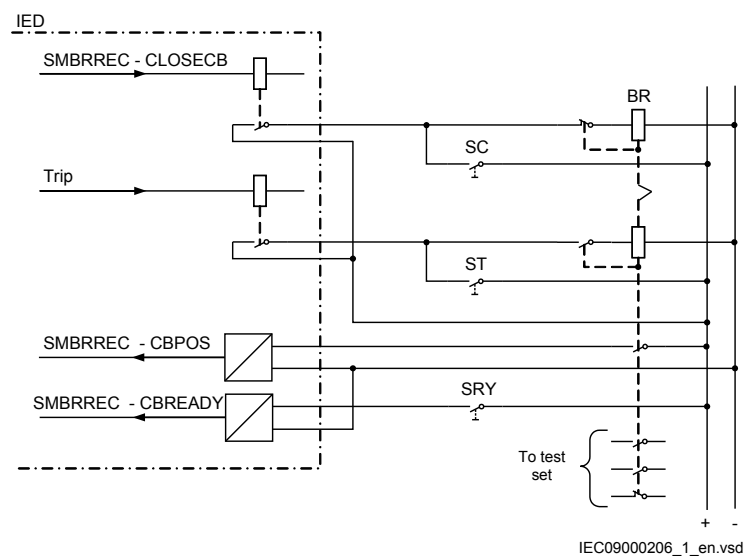 IED
SMBRREC - CLOSECB
BR
SC
Trip
ST
SMBRREC - CBPOS
SMBRREC - CBREADY
SRY
To test
set
+ -
IEC09000206_1_en.vsd